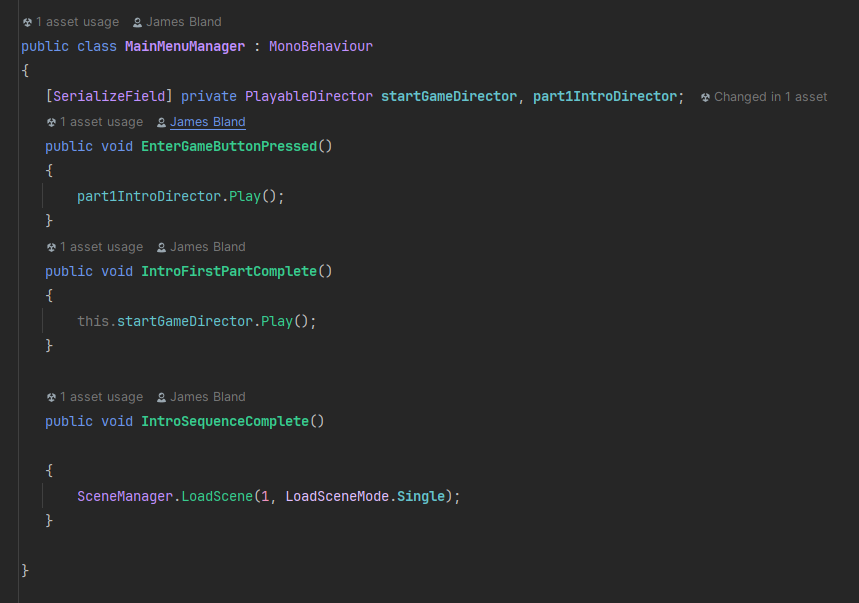 1 asset usage James Bland
public class MainMenuManager : MonoBehaviour
{
[SerializeField] private PlayableDirector startGameDirector, part1IntroDirector; Changed in 1 asset
1 asset usage James Bland
public void EnterGameButtonPressed()
{
part1IntroDirector.Play();
}
1 asset usage James Bland
public void IntroFirstPartComplete()
{
this.startGameDirector.Play();
}
1 asset usage James Bland
public void IntroSequenceComplete()
{
SceneManager.LoadScene(1, LoadSceneMode.Single);
}
}